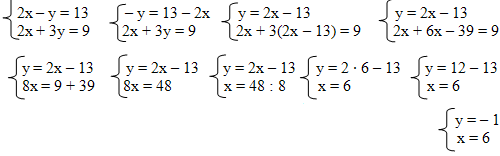 2x – y = 13 –y = 13 – 2x y = 2x – 13 y = 2x – 13
2x + 3y = 9 2x + 3y = 9 2x + 3(2x – 13) = 9 2x + 6x – 39 = 9
y = 2x – 13 y = 2x – 13 y = 2x – 13 y = 2 · 6 – 13 y = 12 – 13
8x = 9 + 39 8x = 48 x = 48 : 8 x = 6 x = 6
y = – 1
x = 6